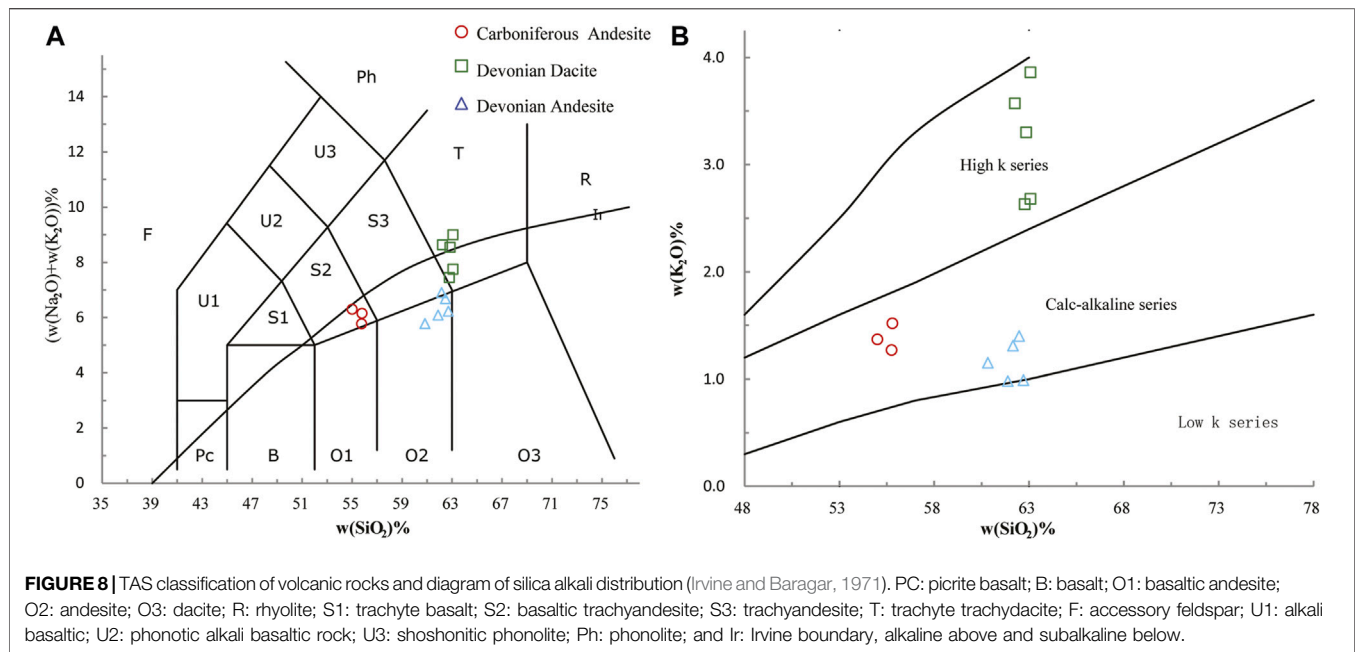 A
Carboniferous Andesite
Devonian Dacite
Devonian Andesite
(w(Na₂O)+w(K₂O))%
14
12
10
8
6
4
2
0
Ph
U3
T
R
Ir
F
U2
S3
S2
U1
S1
Pc
B
O1
O2
O3
35
39
43
47
51
55
59
63
67
71
75
w(SiO₂)%
B
w(K₂O)%
4.0
3.0
2.0
1.0
0.0
High k series
Calc-alkaline series
Low k series
48
53
58
63
68
73
78
w(SiO₂)%
FIGURE 8 | TAS classification of volcanic rocks and diagram of silica alkali distribution (Irvine and Baragar, 1971). PC: picrite basalt; B: basalt; O1: basaltic andesite;
O2: andesite; O3: dacite; R: rhyolite; S1: trachyte basalt; S2: basaltic trachyandesite; S3: trachyandesite; T: trachyte trachydacite; F: accessory feldspar; U1: alkali
basaltic; U2: phonotic alkali basaltic rock; U3: shoshonitic phonolite; Ph: phonolite; and Ir: Irvine boundary, alkaline above and subalkaline below.